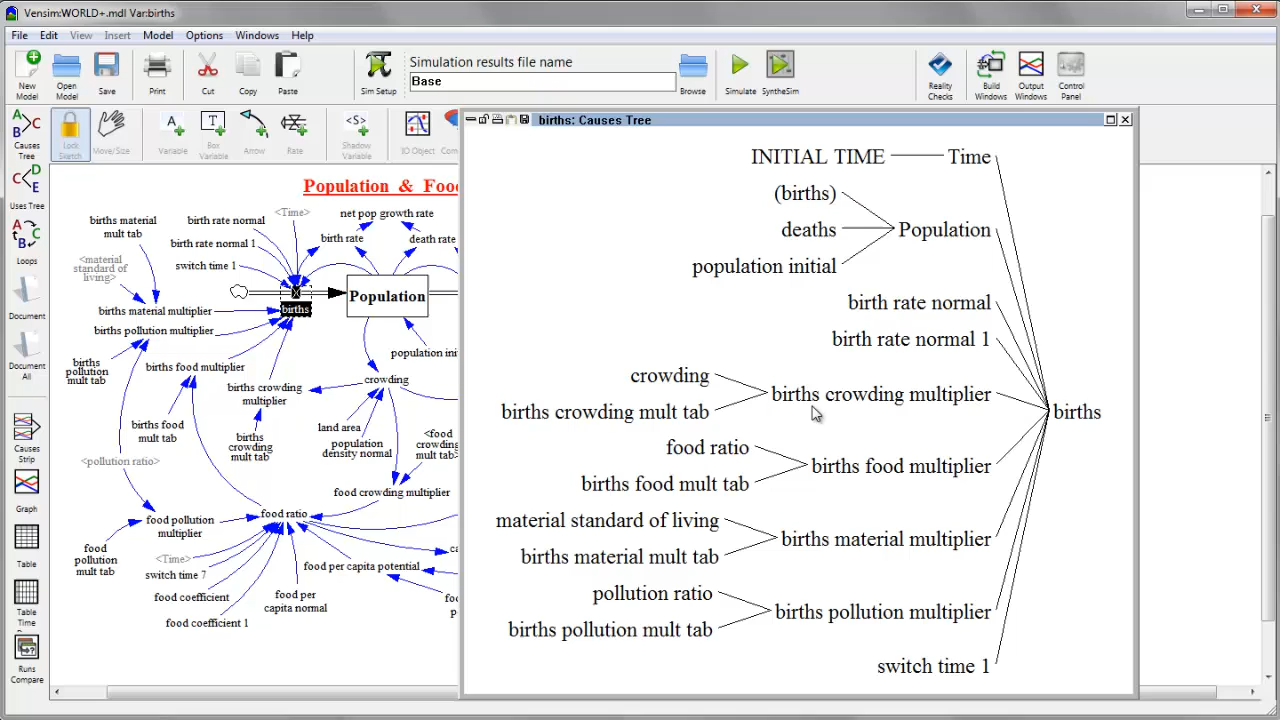 Vensim:WORLD+.mdl Var:births
File Edit View Insert Model Options Windows Help
New Model
Open Model
Save
Print
Cut
Copy
Paste
Sim Setup
Simulation results file name
Base
Browse
Simulate
SyntheSim
Reality Checks
Build Windows
Output Windows
Control Panel
Causes Tree
Lock Sketch
Move/Size
Variable
Box Variable
Arrow
Rate
Shadow Variable
IO Object
Com
Uses Tree
Loops
Document
Document All
Causes Strip
Graph
Table
Table Time
Runs Compare
Population & Foo
births material
mult tab
birth rate normal
<Time>
net pop growth rate
birth rate
death rate
birth rate normal 1
switch time 1
<material
standard of
living>
births material multiplier
births
Population
births pollution multiplier
births
pollution
mult tab
births food multiplier
population ini
births crowding
multiplier
crowding
births food
mult tab
births
crowding
mult tab
land area
population
density normal
<food
crowding
mult tab>
<pollution ratio>
food crowding multiplier
food pollution
multiplier
food ratio
food
pollution
mult tab
<Time>
switch time 7
food coefficient
food coefficient 1
food per
capita normal
food per capita potential
ca
fo
p
births: Causes Tree
INITIAL TIME
Time
(births)
deaths
population initial
Population
birth rate normal
birth rate normal 1
crowding
births crowding mult tab
births crowding multiplier
births
food ratio
births food mult tab
births food multiplier
material standard of living
births material mult tab
births material multiplier
pollution ratio
births pollution mult tab
births pollution multiplier
switch time 1